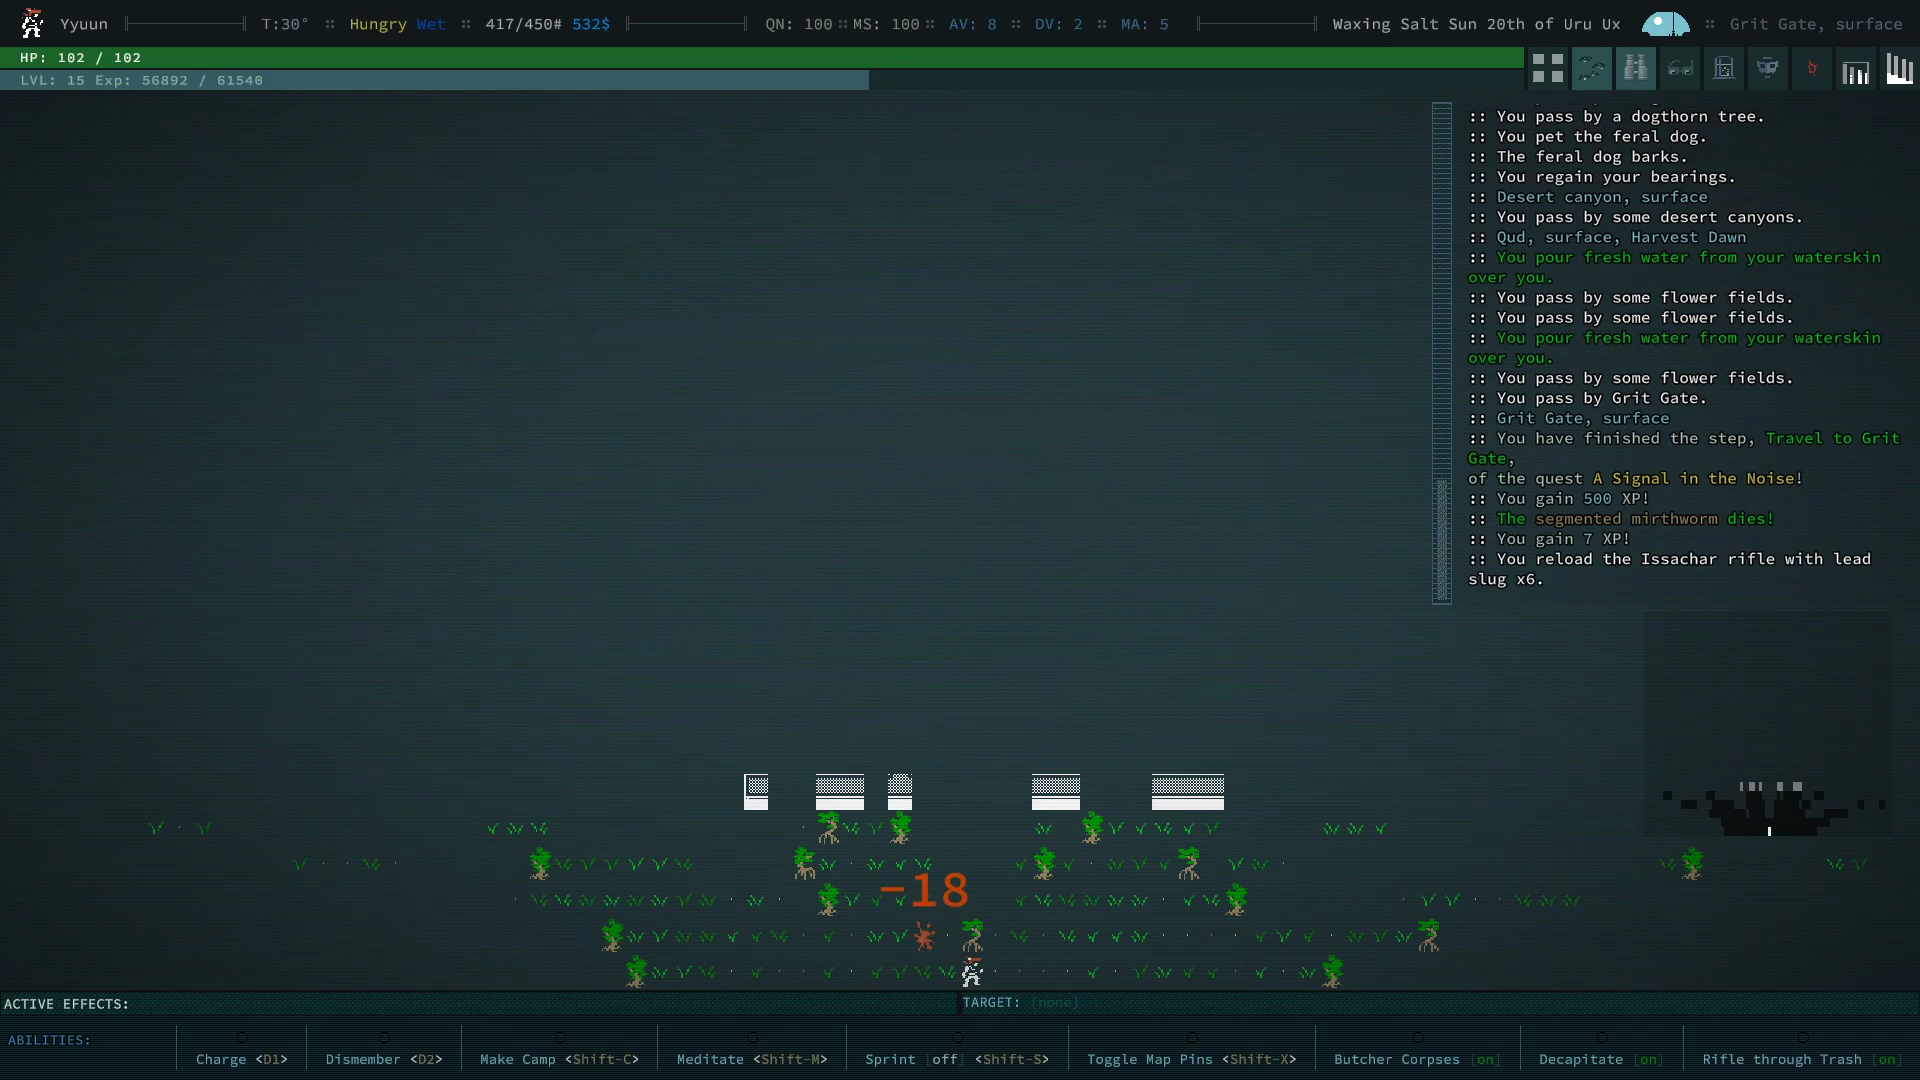 Yyuun T:30° :: Hungry Wet :: 417/450# 532$ QN: 100 :: MS: 100 :: AV: 8 :: DV: 2 :: MA: 5 Waxing Salt Sun 20th of Uru Ux :: Grit Gate, surface
HP: 102 / 102
LVL: 15 Exp: 56892 / 61540
:: You pass by a dogthorn tree.
:: You pet the feral dog.
:: The feral dog barks.
:: You regain your bearings.
:: Desert canyon, surface
:: You pass by some desert canyons.
:: Qud, surface, Harvest Dawn
:: You pour fresh water from your waterskin
over you.
:: You pass by some flower fields.
:: You pass by some flower fields.
:: You pour fresh water from your waterskin
over you.
:: You pass by some flower fields.
:: You pass by Grit Gate.
:: Grit Gate, surface
:: You have finished the step, Travel to Grit
Gate,
of the quest A Signal in the Noise!
:: You gain 500 XP!
:: The segmented mirthworm dies!
:: You gain 7 XP!
:: You reload the Issachar rifle with lead
slug x6.
-18
ACTIVE EFFECTS: TARGET: [none]
ABILITIES: Charge <D1> Dismember <D2> Make Camp <Shift-C> Meditate <Shift-M> Sprint [off] <Shift-S> Toggle Map Pins <Shift-X> Butcher Corpses [on] Decapitate [on] Rifle through Trash [on]